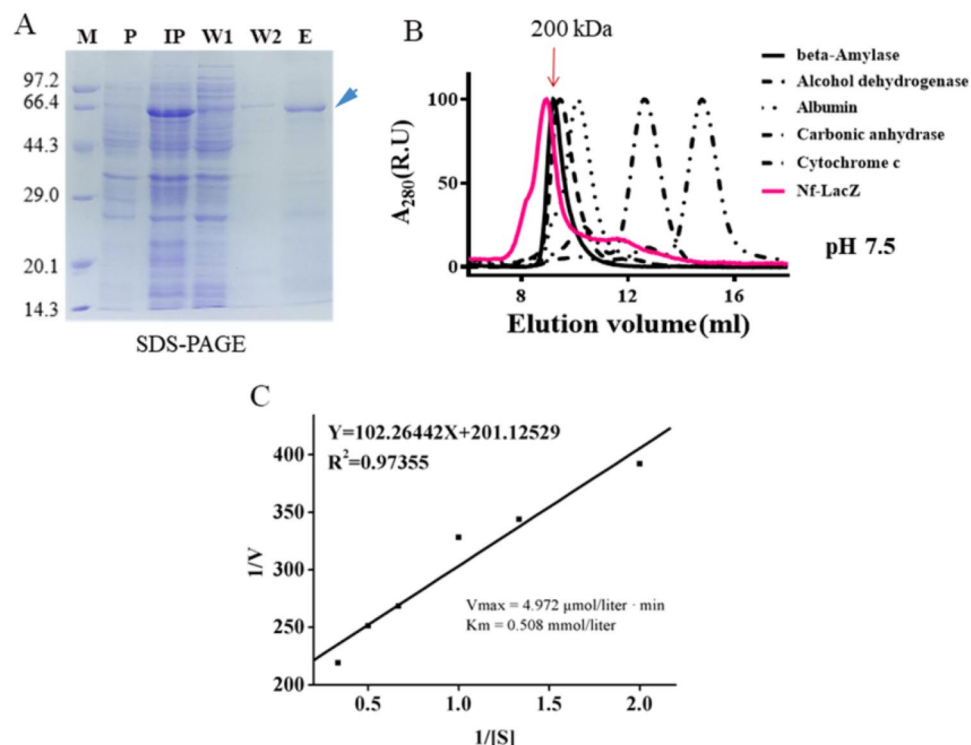 A
M P IP W1 W2 E
97.2
66.4
44.3
29.0
20.1
14.3
SDS-PAGE
B
200 kDa
100
50
0
A280(R.U)
8 12 16
Elution volume(ml)
beta-Amylase
Alcohol dehydrogenase
Albumin
Carbonic anhydrase
Cytochrome c
Nf-LacZ
pH 7.5
C
Y=102.26442X+201.12529
R²=0.97355
400
350
300
250
200
1/V
Vmax = 4.972 μmol/liter · min
Km = 0.508 mmol/liter
0.5 1.0 1.5 2.0
1/[S]